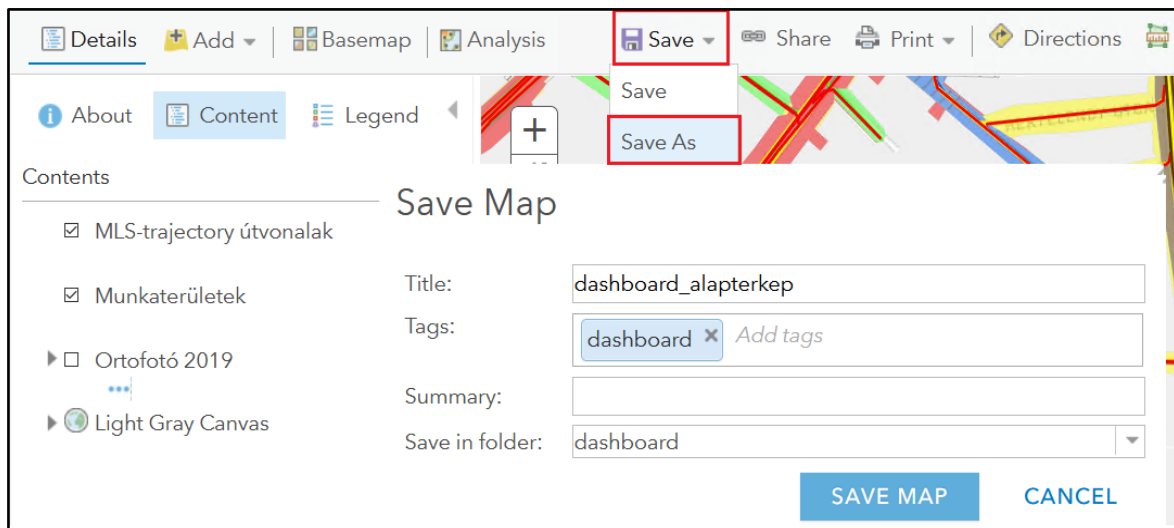 Details Add Basemap Analysis Save Share Print Directions
About Content Legend
Save
Save As
Contents
MLS-trajectory útvonalak
Munkaterületek
Ortofotó 2019
Light Gray Canvas
Save Map
Title: dashboard_alapterkep
Tags: dashboard Add tags
Summary:
Save in folder: dashboard
SAVE MAP CANCEL